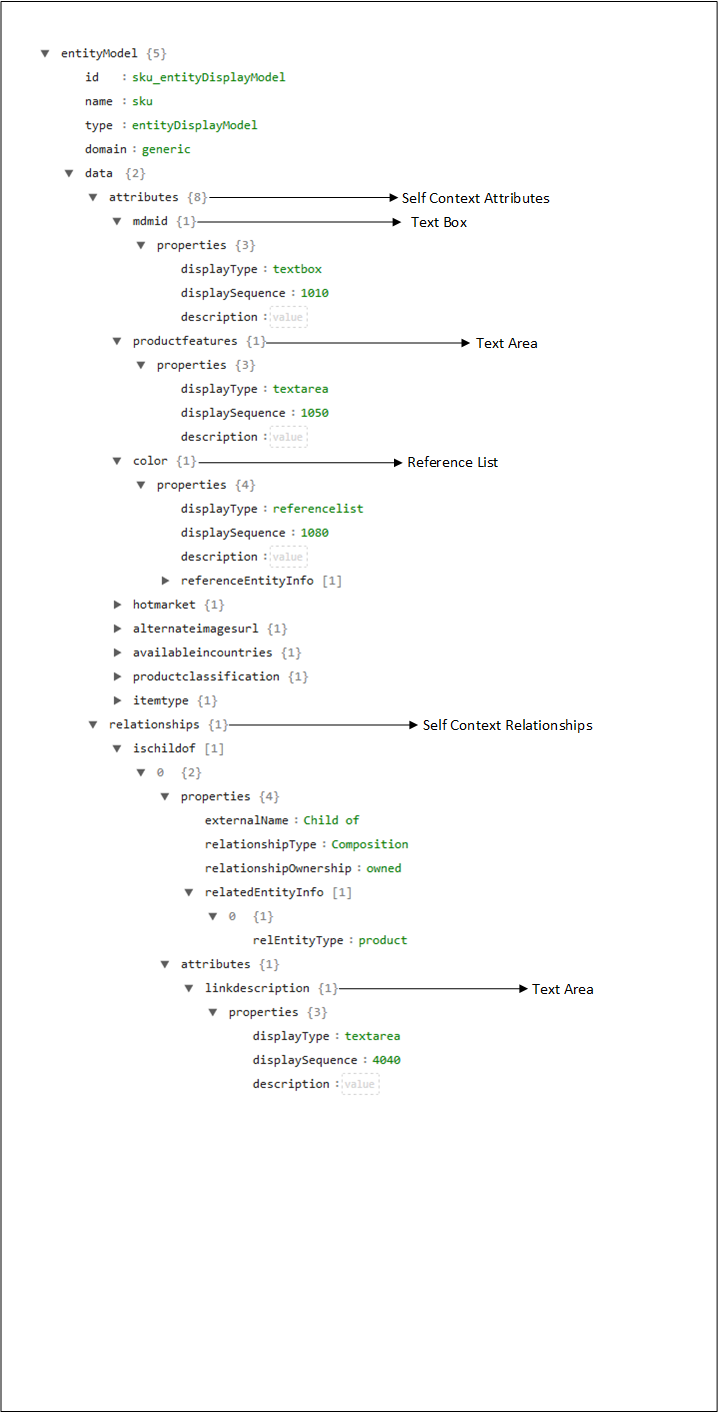 entityModel {5}
id : sku_entityDisplayModel
name : sku
type : entityDisplayModel
domain : generic
data {2}
attributes {8} Self Context Attributes
mdmid {1} Text Box
properties {3}
displayType : textbox
displaySequence : 1010
description : value
productfeatures {1} Text Area
properties {3}
displayType : textarea
displaySequence : 1050
description : value
color {1} Reference List
properties {4}
displayType : referencelist
displaySequence : 1080
description : value
referenceEntityInfo [1]
hotmarket {1}
alternateimagesurl {1}
availableincountries {1}
productclassification {1}
itemtype {1}
relationships {1} Self Context Relationships
ischildof [1]
0 {2}
properties {4}
externalName : Child of
relationshipType : Composition
relationshipOwnership : owned
relatedEntityInfo [1]
0 {1}
relEntityType : product
attributes {1}
linkdescription {1} Text Area
properties {3}
displayType : textarea
displaySequence : 4040
description : value